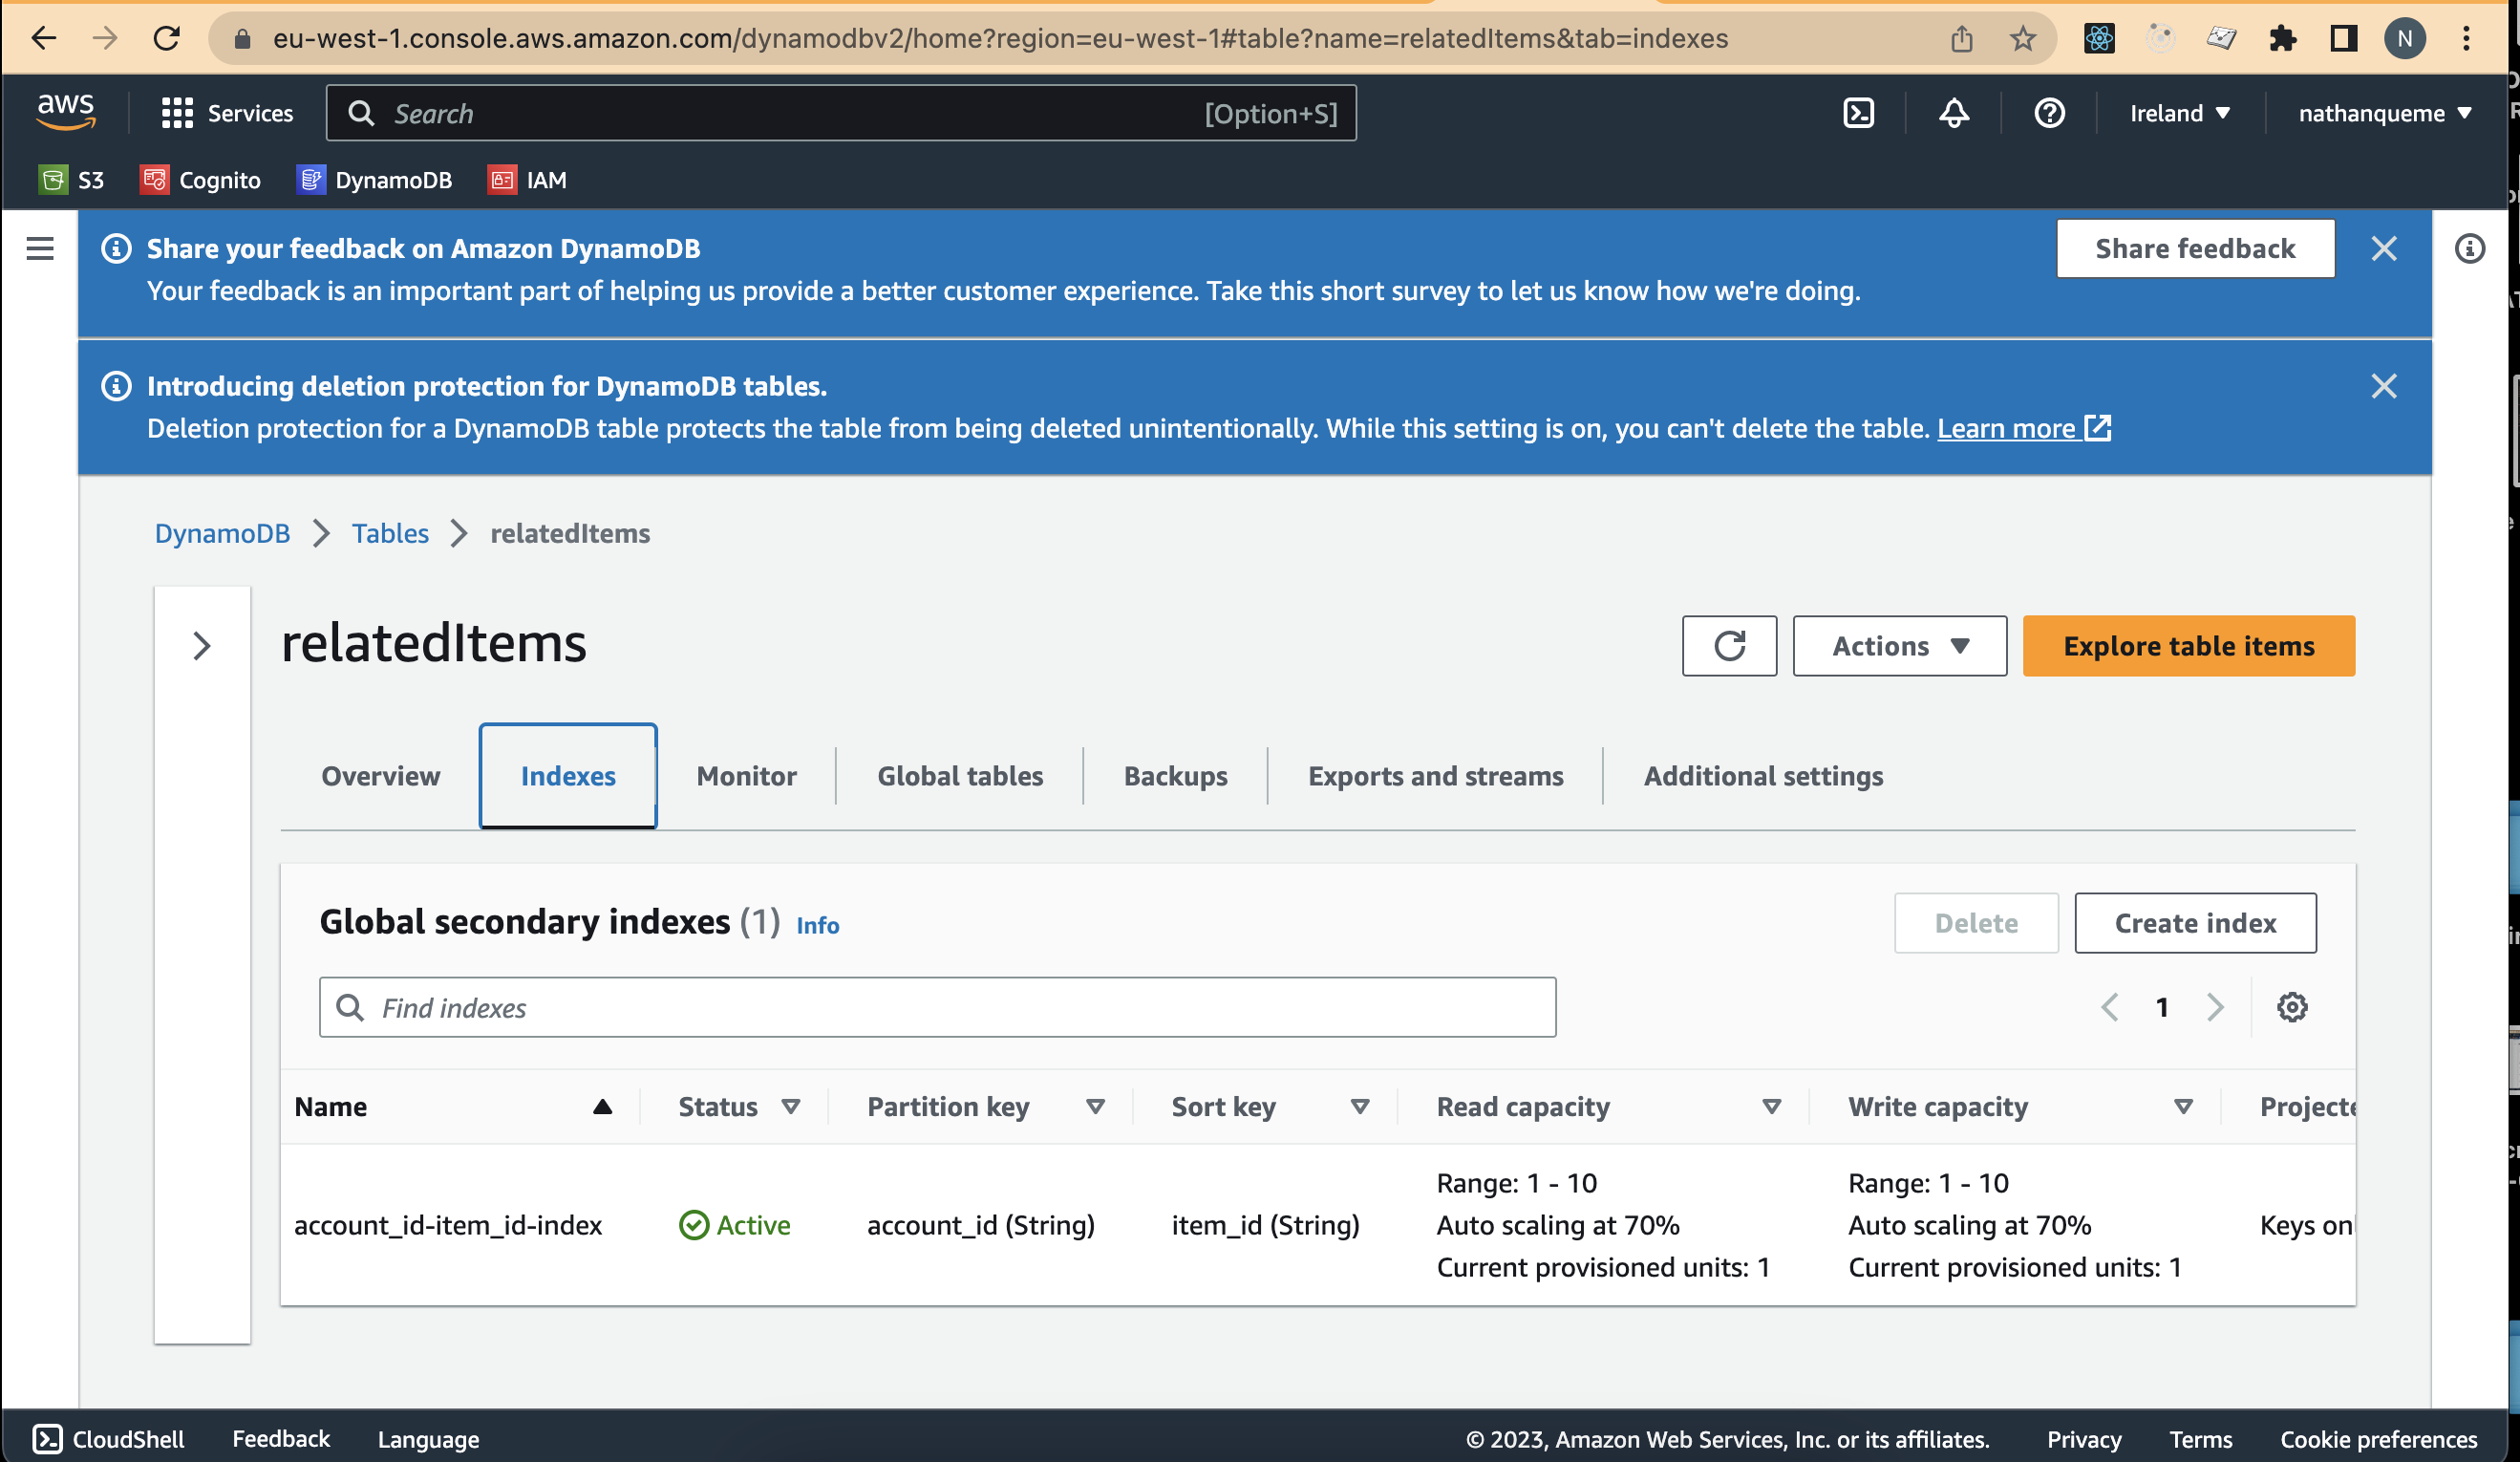 eu-west-1.console.aws.amazon.com/dynamodbv2/home?region=eu-west-1#table?name=relatedItems&tab=indexes
N
aws
Services
Search
[Option+S]
Ireland
nathanqueme
S3
Cognito
DynamoDB
IAM
Share your feedback on Amazon DynamoDB
Share feedback
Your feedback is an important part of helping us provide a better customer experience. Take this short survey to let us know how we're doing.
Introducing deletion protection for DynamoDB tables.
Deletion protection for a DynamoDB table protects the table from being deleted unintentionally. While this setting is on, you can't delete the table. Learn more
DynamoDB
Tables
relatedItems
relatedItems
Actions
Explore table items
Overview
Indexes
Monitor
Global tables
Backups
Exports and streams
Additional settings
Global secondary indexes (1) Info
Delete
Create index
Find indexes
1
Name
Status
Partition key
Sort key
Read capacity
Write capacity
account_id-item_id-index
Active
account_id (String)
item_id (String)
Range: 1 - 10
Auto scaling at 70%
Current provisioned units: 1
Range: 1 - 10
Auto scaling at 70%
Current provisioned units: 1
Keys
CloudShell
Feedback
Language
© 2023, Amazon Web Services, Inc. or its affiliates.
Privacy
Terms
Cookie preferences